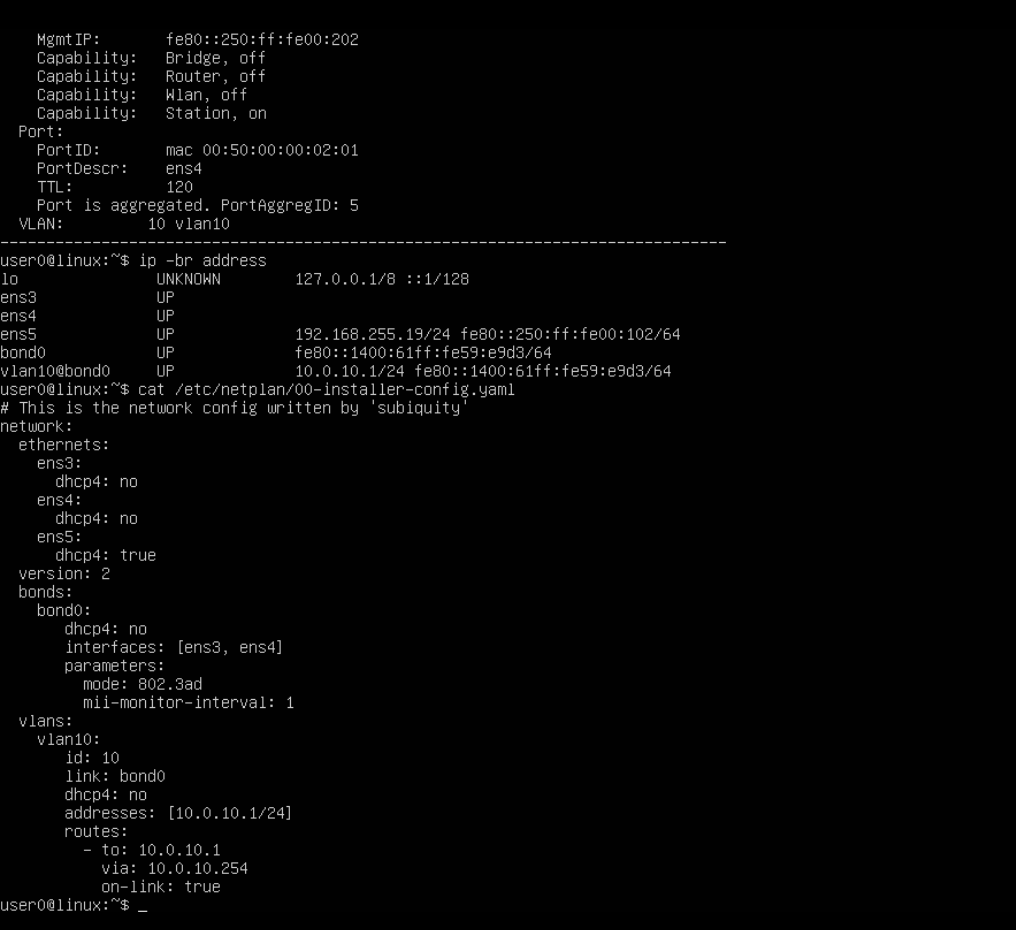 MgmtIP:       fe80::250:ff:fe00:202
    Capability:   Bridge, off
    Capability:   Router, off
    Capability:   Wlan, off
    Capability:   Station, on
  Port:
    PortID:       mac 00:50:00:00:02:01
    PortDescr:    ens4
    TTL:          120
    Port is aggregated. PortAggregID: 5
  VLAN:         10 vlan10
-------------------------------------------------------------------------------
user0@linux:~$ ip -br address
lo               UNKNOWN        127.0.0.1/8 ::1/128
ens3             UP
ens4             UP
ens5             UP             192.168.255.19/24 fe80::250:ff:fe00:102/64
bond0            UP             fe80::1400:61ff:fe59:e9d3/64
vlan10@bond0     UP             10.0.10.1/24 fe80::1400:61ff:fe59:e9d3/64
user0@linux:~$ cat /etc/netplan/00-installer-config.yaml
# This is the network config written by 'subiquity'
network:
  ethernets:
    ens3:
      dhcp4: no
    ens4:
      dhcp4: no
    ens5:
      dhcp4: true
  version: 2
  bonds:
    bond0:
       dhcp4: no
       interfaces: [ens3, ens4]
       parameters:
         mode: 802.3ad
         mii-monitor-interval: 1
  vlans:
    vlan10:
       id: 10
       link: bond0
       dhcp4: no
       addresses: [10.0.10.1/24]
       routes:
         - to: 10.0.10.1
           via: 10.0.10.254
           on-link: true
user0@linux:~$ _